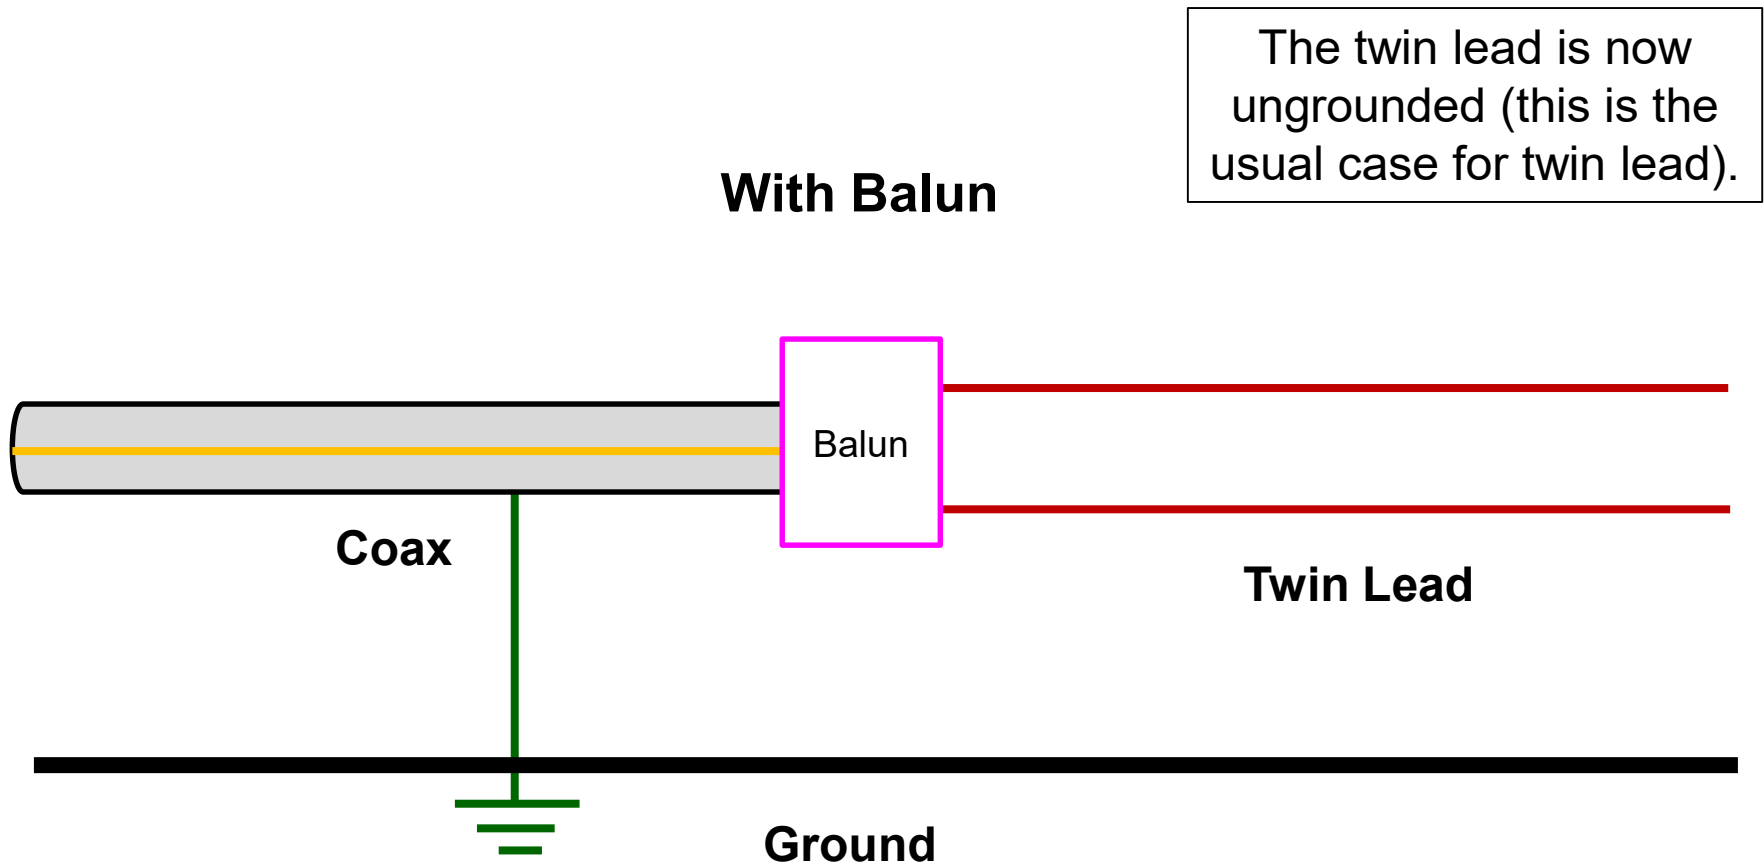 The twin lead is now
ungrounded (this is the
usual case for twin lead).
With Balun
Balun
Coax
Twin Lead
Ground